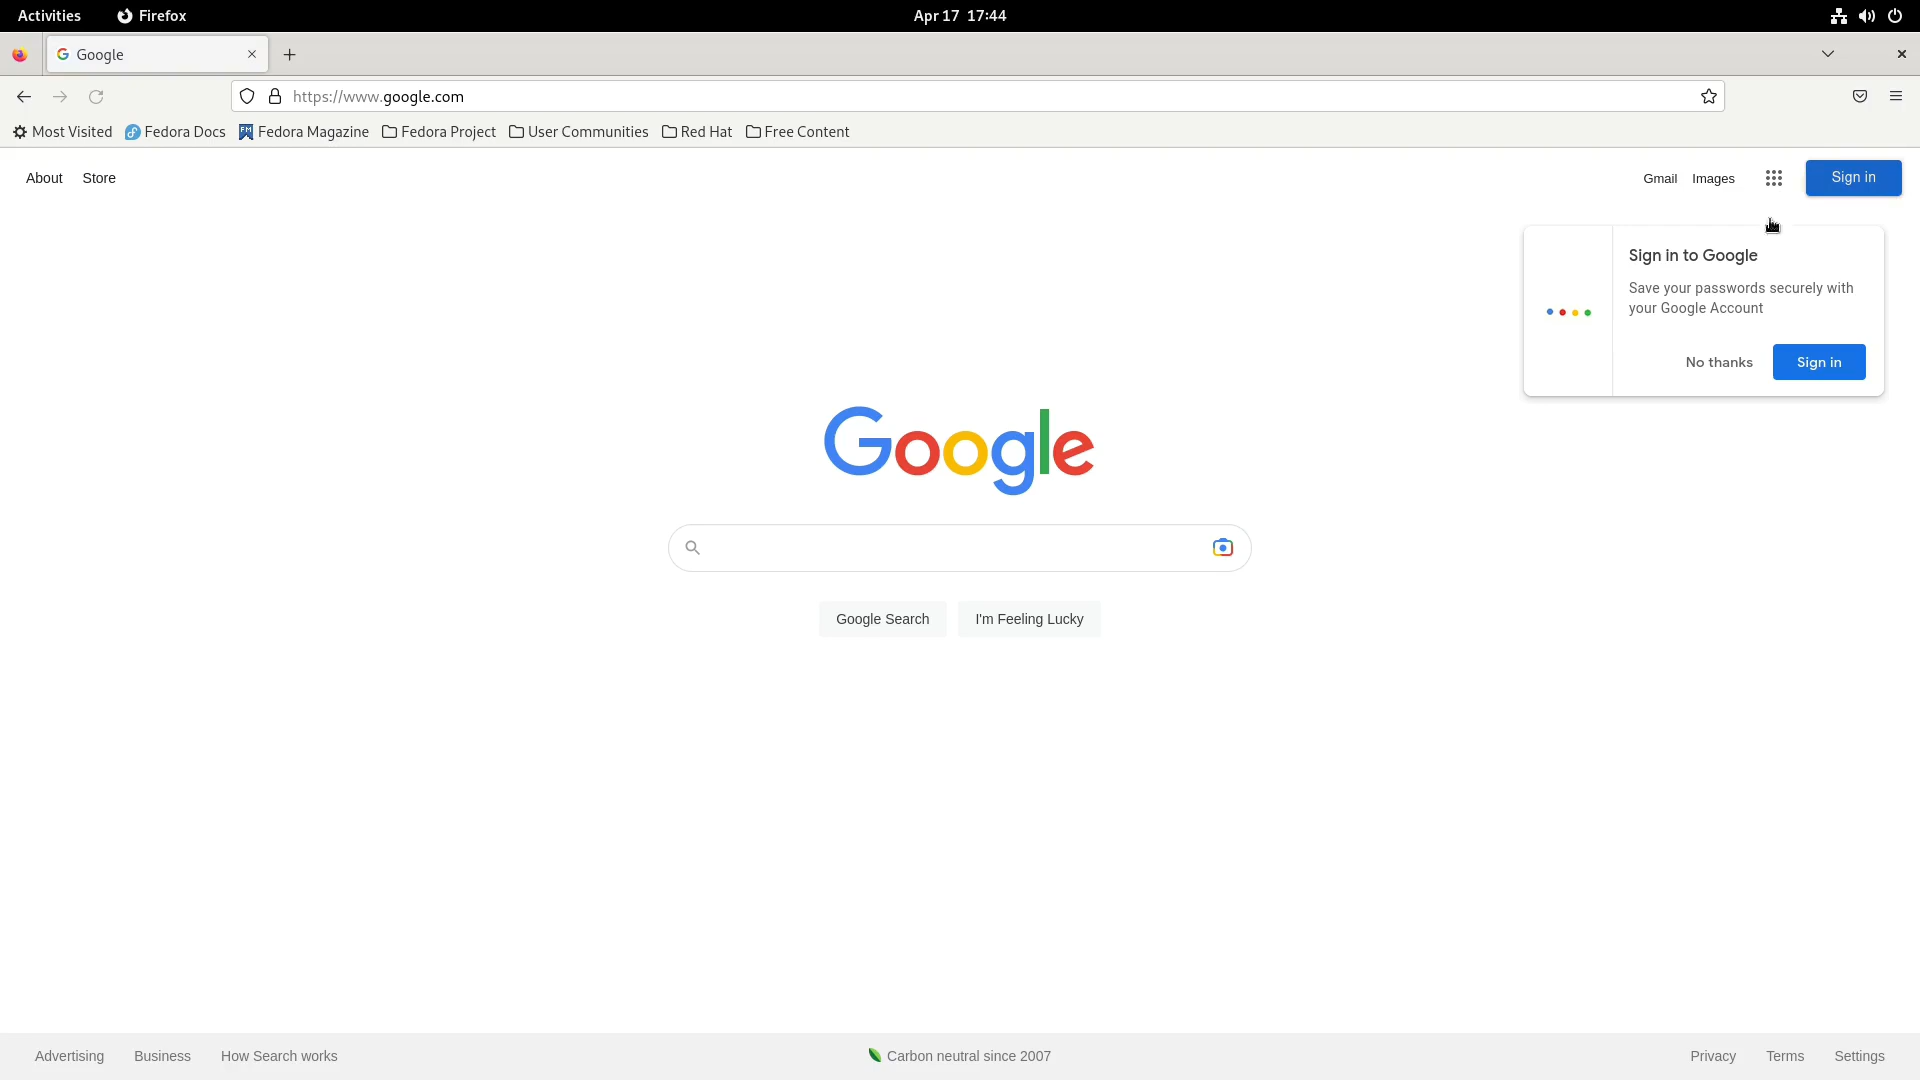 Activities Firefox Apr 17 17:44
Google
https://www.google.com
Most Visited Fedora Docs Fedora Magazine Fedora Project User Communities Red Hat Free Content
About Store Gmail Images Sign in
Sign in to Google
Save your passwords securely with
your Google Account
No thanks Sign in
Google
Google Search I'm Feeling Lucky
Advertising Business How Search works Carbon neutral since 2007 Privacy Terms Settings